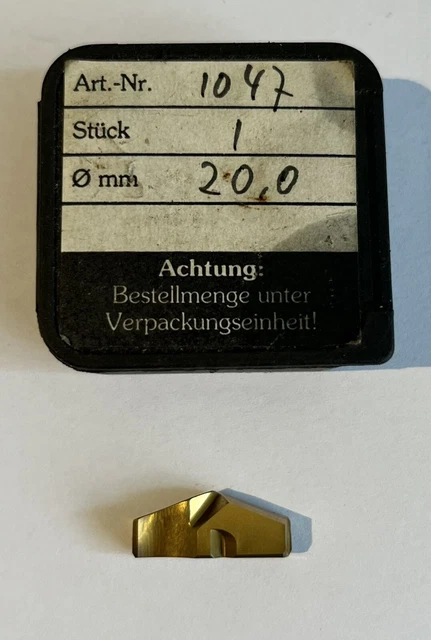 Art.-Nr. 1047
Stück 1
Ø mm 20,0
Achtung:
Bestellmenge unter
Verpackungseinheit!